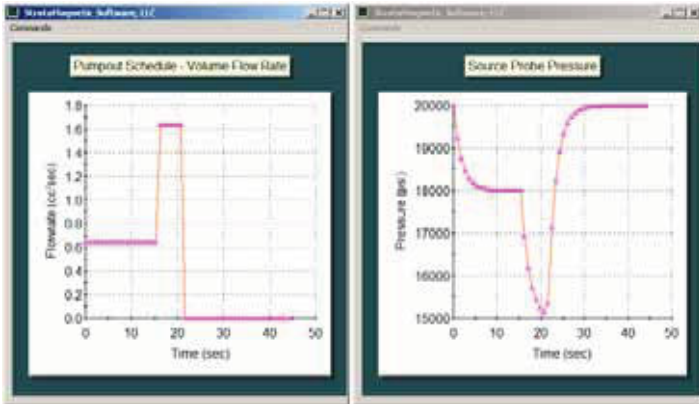 StrataMagnetic Software, LLC
Commands
Pumpout Schedule - Volume Flow Rate
Flowrate (cc/sec)
1.8
1.6
1.4
1.2
1.0
0.8
0.6
0.4
0.2
0.0
0 10 20 30 40 50
Time (sec)
StrataMagnetic Software, LLC
Commands
Source Probe Pressure
Pressure (psi)
20000
19000
18000
17000
16000
15000
0 10 20 30 40 50
Time (sec)